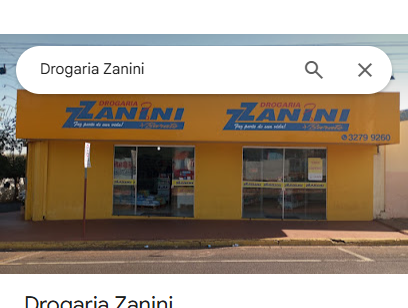 Drogaria Zanini
DROGARIA
ZANINI
Faz parte da sua vida!
DROGARIA
ZANINI
Faz parte da sua vida!
3279 9260
Drogaria Zanini